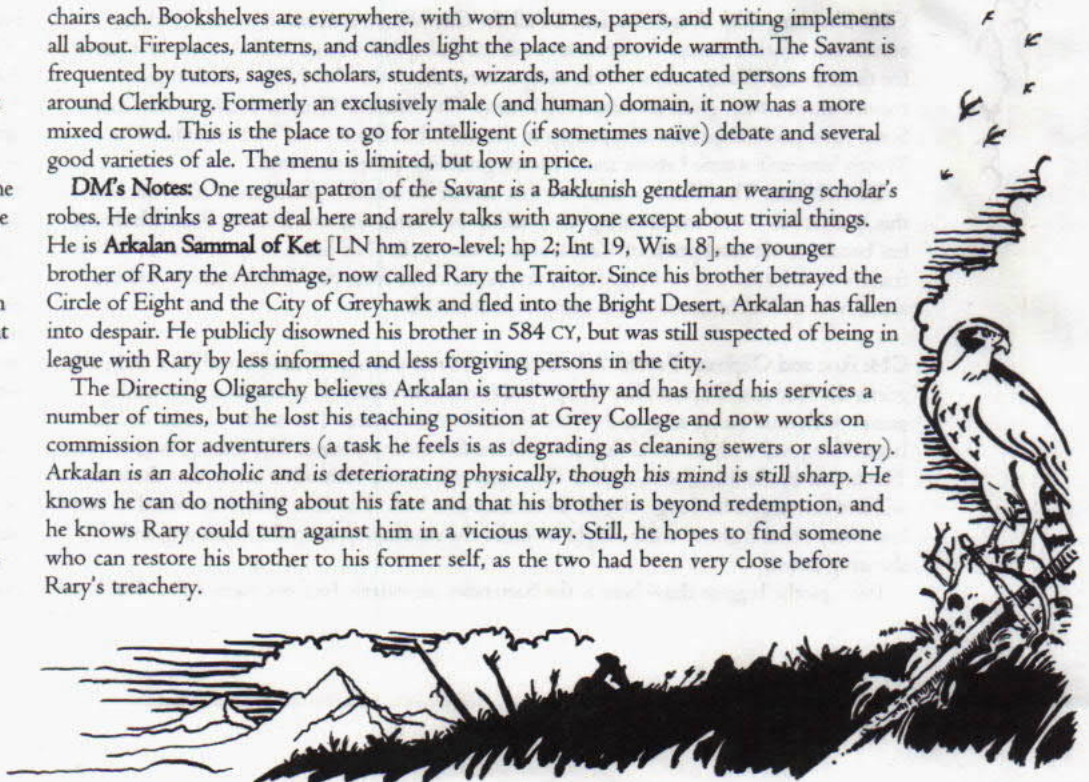 chairs each. Bookshelves are everywhere, with worn volumes, papers, and writing implements
all about. Fireplaces, lanterns, and candles light the place and provide warmth. The Savant is
frequented by tutors, sages, scholars, students, wizards, and other educated persons from
around Clerkburg. Formerly an exclusively male (and human) domain, it now has a more
mixed crowd. This is the place to go for intelligent (if sometimes naïve) debate and several
good varieties of ale. The menu is limited, but low in price.
DM's Notes: One regular patron of the Savant is a Baklunish gentleman wearing scholar's
robes. He drinks a great deal here and rarely talks with anyone except about trivial things.
He is Arkalan Sammal of Ket [LN hm zero-level; hp 2; Int 19, Wis 18], the younger
brother of Rary the Archmage, now called Rary the Traitor. Since his brother betrayed the
Circle of Eight and the City of Greyhawk and fled into the Bright Desert, Arkalan has fallen
into despair. He publicly disowned his brother in 584 CY, but was still suspected of being in
league with Rary by less informed and less forgiving persons in the city.
The Directing Oligarchy believes Arkalan is trustworthy and has hired his services a
number of times, but he lost his teaching position at Grey College and now works on
commission for adventurers (a task he feels is as degrading as cleaning sewers or slavery).
Arkalan is an alcoholic and is deteriorating physically, though his mind is still sharp. He
knows he can do nothing about his fate and that his brother is beyond redemption, and
he knows Rary could turn against him in a vicious way. Still, he hopes to find someone
who can restore his brother to his former self, as the two had been very close before
Rary's treachery.